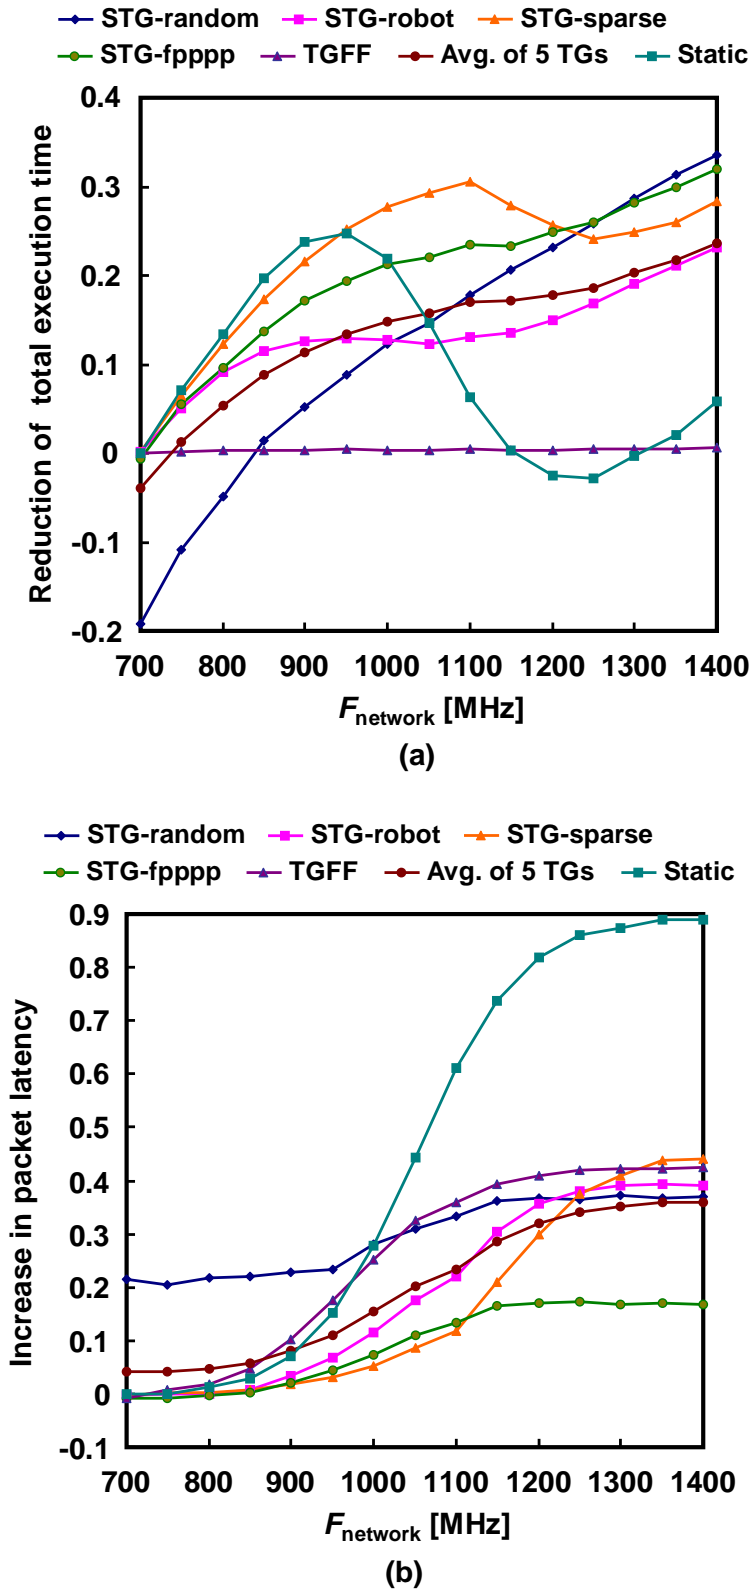 STG-random STG-robot STG-sparse
STG-fpppp TGFF Avg. of 5 TGs Static
0.4
0.3
0.2
0.1
0
-0.1
-0.2
Reduction of total execution time
700 800 900 1000 1100 1200 1300 1400
Fnetwork [MHz]
(a)
STG-random STG-robot STG-sparse
STG-fpppp TGFF Avg. of 5 TGs Static
0.9
0.8
0.7
0.6
0.5
0.4
0.3
0.2
0.1
0
-0.1
Increase in packet latency
700 800 900 1000 1100 1200 1300 1400
Fnetwork [MHz]
(b)